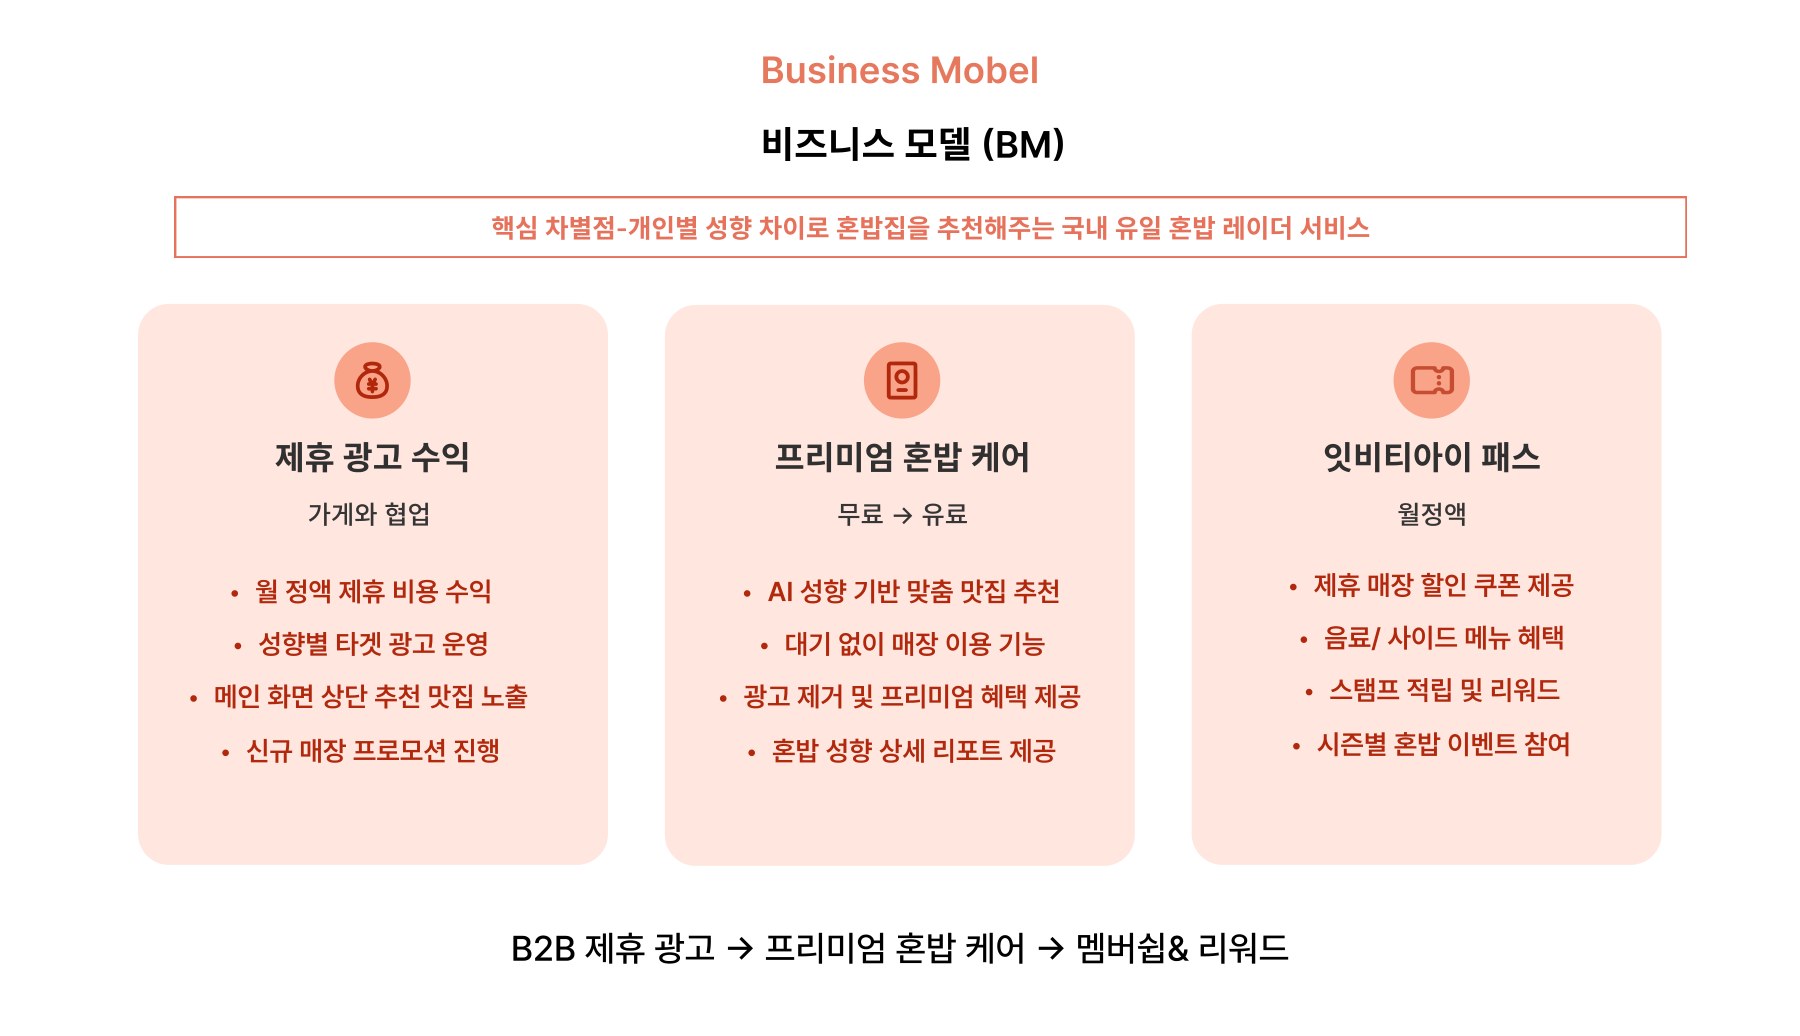 Business Mobel
비즈니스 모델 (BM)
핵심 차별점-개인별 성향 차이로 혼밥집을 추천해주는 국내 유일 혼밥 레이더 서비스
제휴 광고 수익
가게와 협업
• 월 정액 제휴 비용 수익
• 성향별 타겟 광고 운영
• 메인 화면 상단 추천 맛집 노출
• 신규 매장 프로모션 진행
프리미엄 혼밥 케어
무료 → 유료
• AI 성향 기반 맞춤 맛집 추천
• 대기 없이 매장 이용 기능
• 광고 제거 및 프리미엄 혜택 제공
• 혼밥 성향 상세 리포트 제공
잇비티아이 패스
월정액
• 제휴 매장 할인 쿠폰 제공
• 음료/ 사이드 메뉴 혜택
• 스탬프 적립 및 리워드
• 시즌별 혼밥 이벤트 참여
B2B 제휴 광고 → 프리미엄 혼밥 케어 → 멤버쉽& 리워드